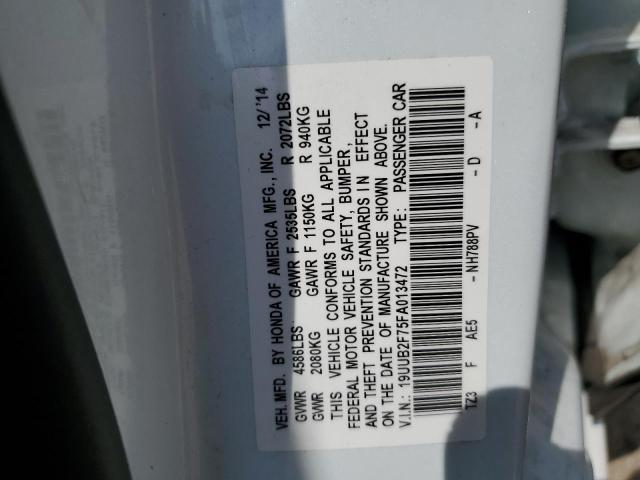 VEH. MFD. BY HONDA OF AMERICA MFG., INC. 12/'14
GVWR 4586LBS GAWR F 2535LBS R 2072LBS
GVWR 2080KG GAWR F 1150KG R 940KG
THIS VEHICLE CONFORMS TO ALL APPLICABLE
FEDERAL MOTOR VEHICLE SAFETY, BUMPER,
AND THEFT PREVENTION STANDARDS IN EFFECT
ON THE DATE OF MANUFACTURE SHOWN ABOVE.
V.I.N.: 19UUB2F75FA013472 TYPE: PASSENGER CAR
TZ3 F AE5 - NH788PV - D - A